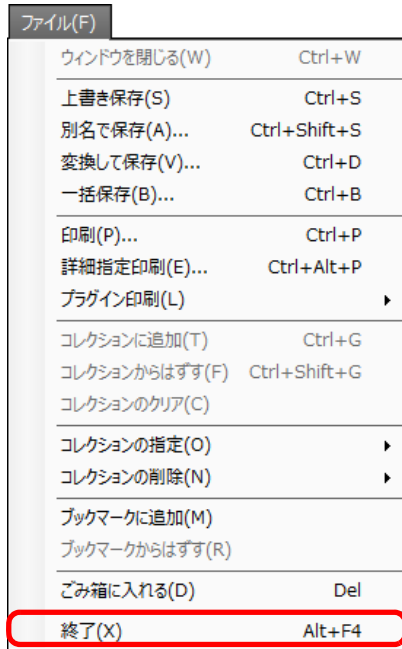 ファイル(F)
ウィンドウを閉じる(W) Ctrl+W
上書き保存(S) Ctrl+S
別名で保存(A)... Ctrl+Shift+S
変換して保存(V)... Ctrl+D
一括保存(B)... Ctrl+B
印刷(P)... Ctrl+P
詳細指定印刷(E)... Ctrl+Alt+P
プラグイン印刷(L)
コレクションに追加(T) Ctrl+G
コレクションからはずす(F) Ctrl+Shift+G
コレクションのクリア(C)
コレクションの指定(O)
コレクションの削除(N)
ブックマークに追加(M)
ブックマークからはずす(R)
ごみ箱に入れる(D) Del
終了(X) Alt+F4